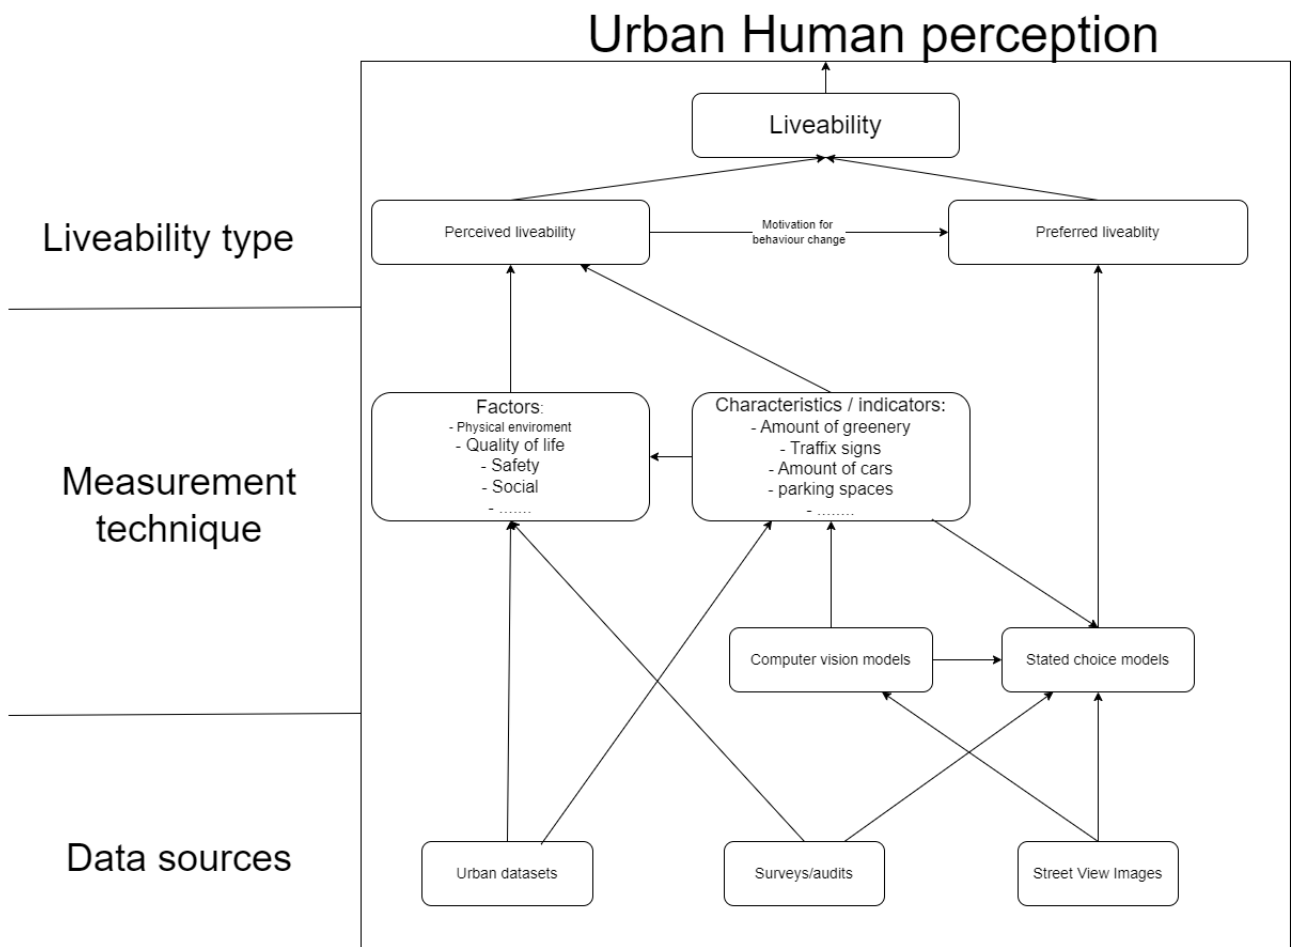 Urban Human perception
Liveability
Liveability type
Perceived liveability
Motivation for
behaviour change
Preferred liveablity
Measurement
technique
Factors:
- Physical enviroment
- Quality of life
- Safety
- Social
- .......
Characteristics / indicators:
- Amount of greenery
- Traffix signs
- Amount of cars
- parking spaces
- ........
Computer vision models
Stated choice models
Data sources
Urban datasets
Surveys/audits
Street View Images